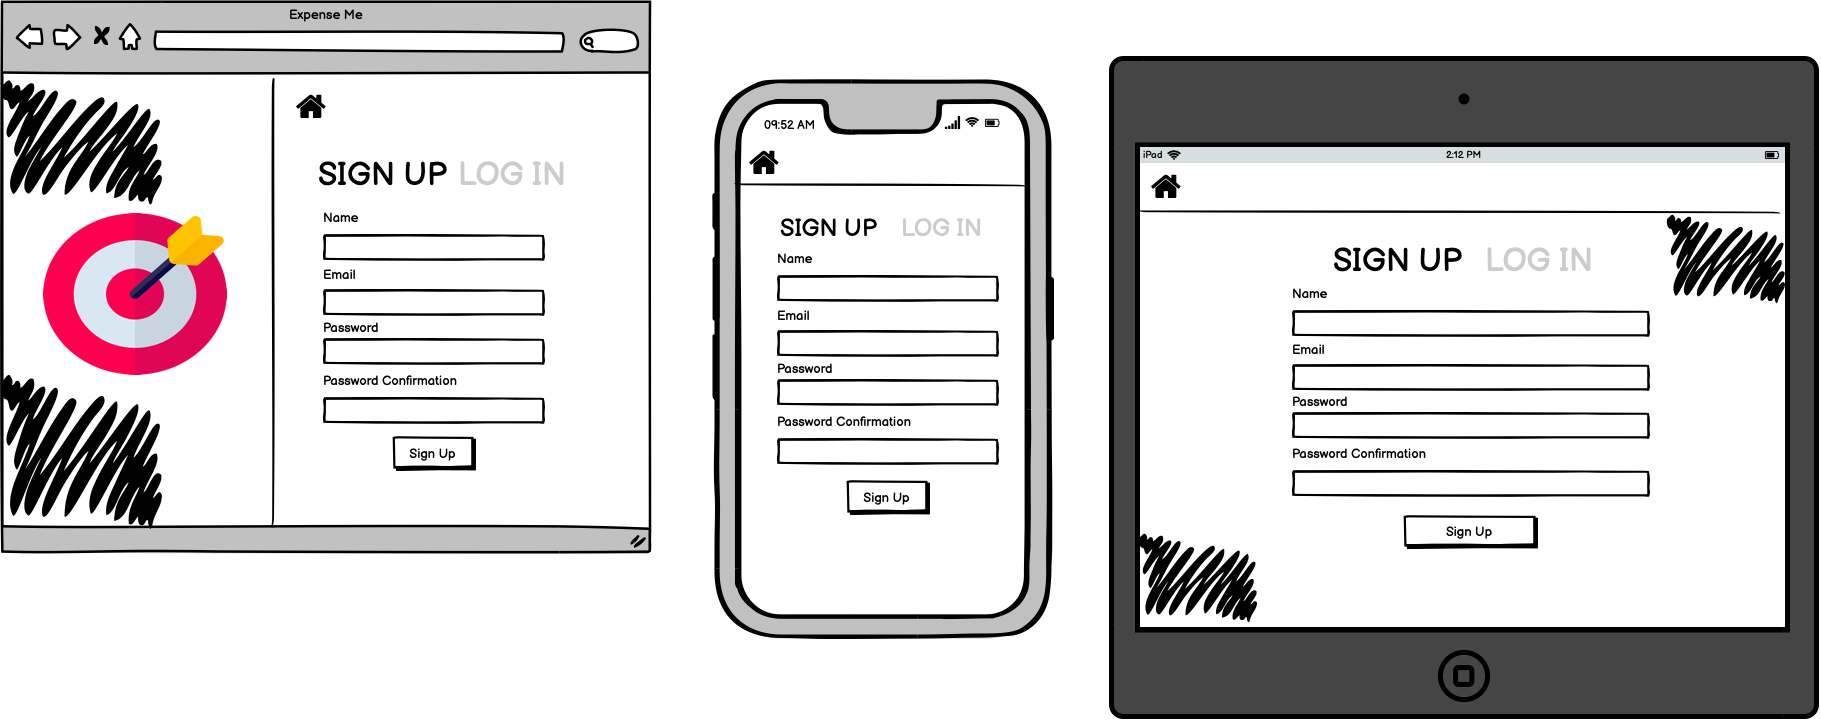 Expense Me
SIGN UP LOG IN
Name
Email
Password
Password Confirmation
Sign Up
09:52 AM
SIGN UP LOG IN
Name
Email
Password
Password Confirmation
Sign Up
iPad 2:12 PM
SIGN UP LOG IN
Name
Email
Password
Password Confirmation
Sign Up